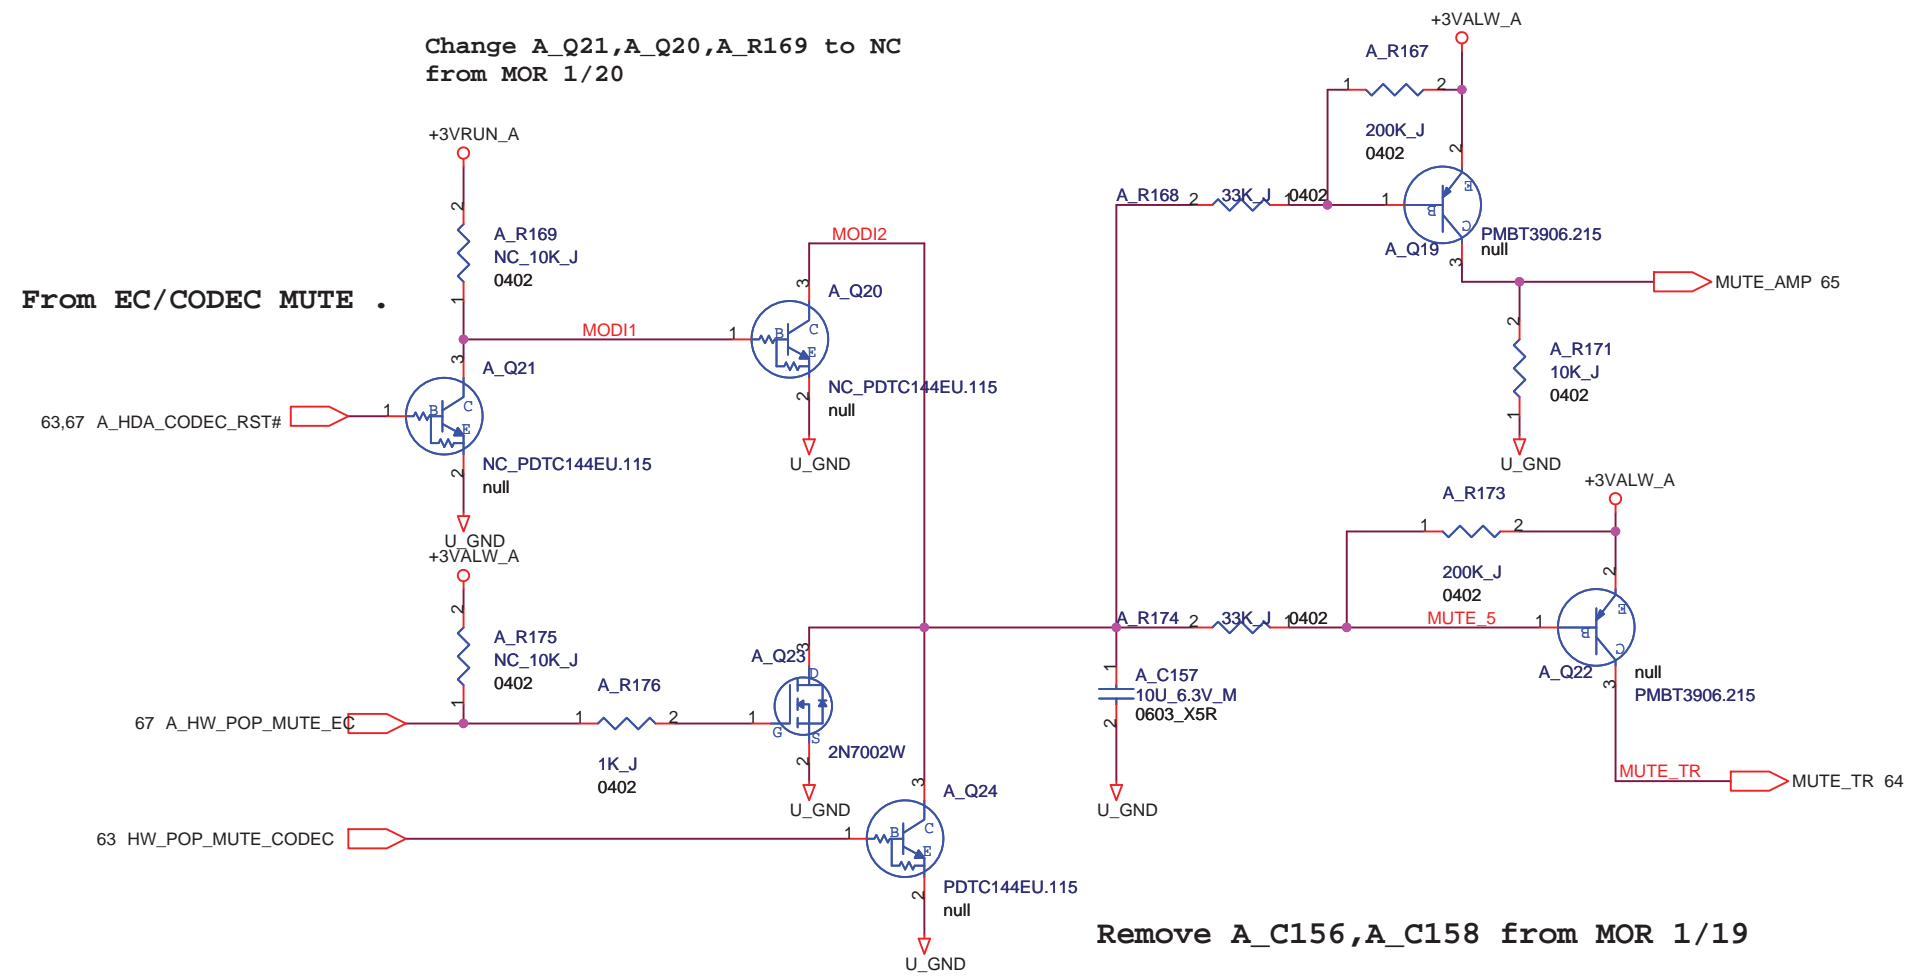 Change A_Q21,A_Q20,A_R169 to NC
from MOR 1/20
+3VRUN_A
2
A_R169
NC_10K_J
0402
1
From EC/CODEC MUTE .
MODI1
MODI2
3
A_Q20
1
B
C
E
NC_PDTC144EU.115
null
2
U_GND
3
A_Q21
63,67 A_HDA_CODEC_RST#
1
B
C
E
NC_PDTC144EU.115
null
2
U_GND
+3VALW_A
2
A_R175
NC_10K_J
0402
1
67 A_HW_POP_MUTE_EC
A_R176
1
2
1K_J
0402
A_Q23
3
D
1
G
S
2N7002W
2
U_GND
63 HW_POP_MUTE_CODEC
3
A_Q24
1
B
C
E
PDTC144EU.115
null
2
U_GND
+3VALW_A
A_R167
1
2
200K_J
0402
2
A_R168
2
33K_J
1
0402
1
E
B
C
PMBT3906.215
null
A_Q19
3
MUTE_AMP 65
2
A_R171
10K_J
0402
1
U_GND
+3VALW_A
A_R173
1
2
200K_J
0402
2
A_R174
2
33K_J
1
0402
MUTE_5
1
E
B
C
A_Q22
null
PMBT3906.215
3
MUTE_TR
MUTE_TR 64
1
A_C157
10U_6.3V_M
0603_X5R
2
U_GND
Remove A_C156,A_C158 from MOR 1/19